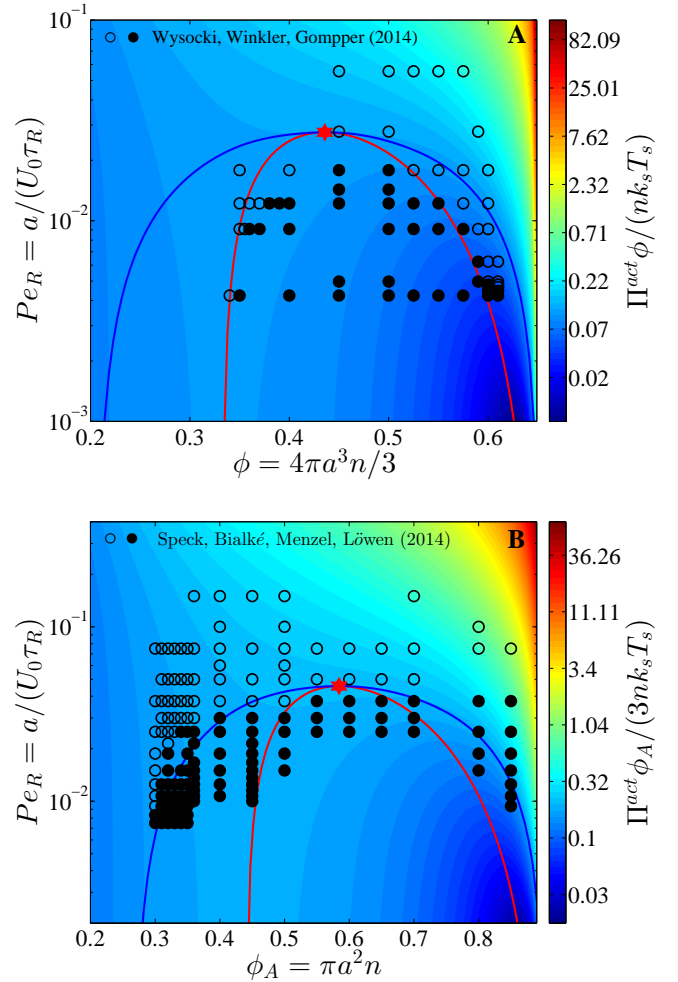 10^{-1}
Wysocki, Winkler, Gompper (2014)
A
10^{-2}
10^{-3}
Pe_R = a/(U_0τ_R)
0.2 0.3 0.4 0.5 0.6
ϕ = 4πa^3n/3
82.09
25.01
7.62
2.32
0.71
0.22
0.07
0.02
Π^{act}ϕ/(nk_sT_s)
Speck, Bialké, Menzel, Löwen (2014)
B
10^{-1}
10^{-2}
Pe_R = a/(U_0τ_R)
0.2 0.3 0.4 0.5 0.6 0.7 0.8
ϕ_A = πa^2n
36.26
11.11
3.4
1.04
0.32
0.1
0.03
Π^{act}ϕ_A/(3nk_sT_s)